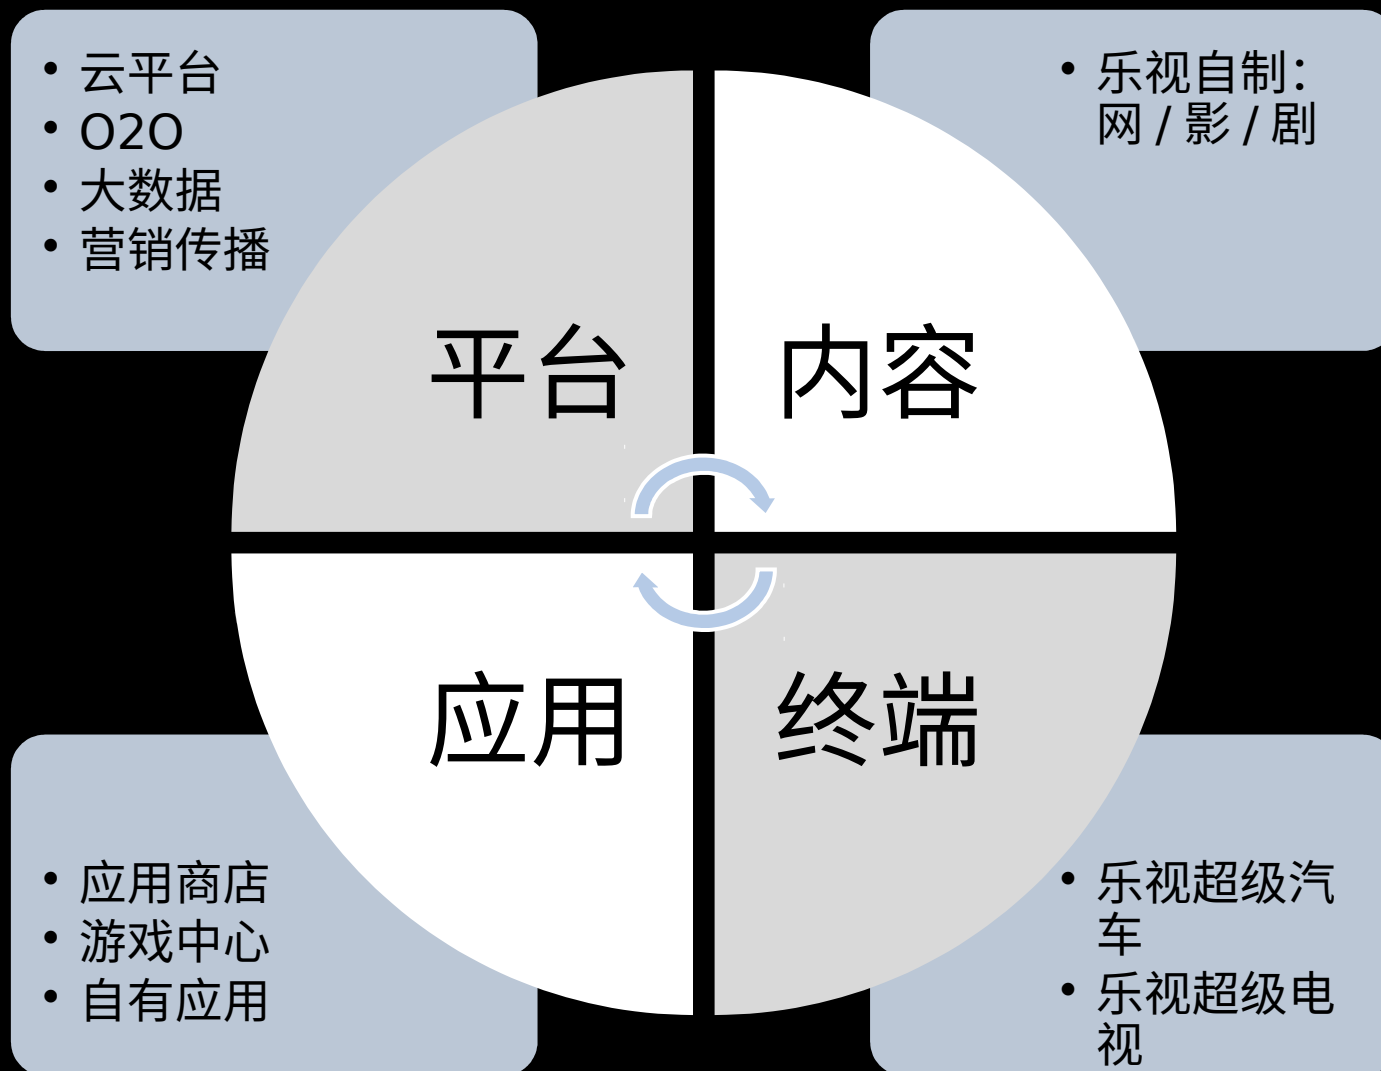 • 云平台
• O2O
• 大数据
• 营销传播
• 乐视自制：
网 / 影 / 剧
平台
内容
应用
终端
• 应用商店
• 游戏中心
• 自有应用
• 乐视超级汽
车
• 乐视超级电
视